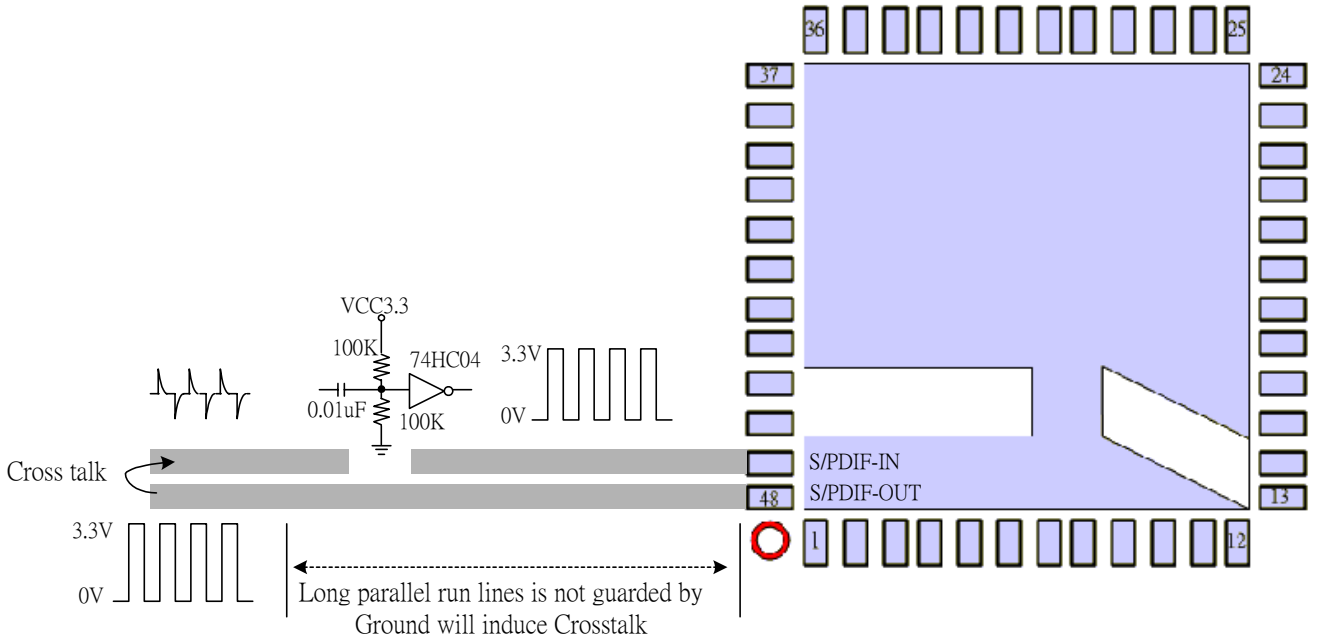 36
25
37
24
VCC3.3
100K
74HC04
3.3V
0.01uF
100K
0V
Cross talk
S/PDIF-IN
S/PDIF-OUT
48
13
3.3V
1
12
0V
Long parallel run lines is not guarded by
Ground will induce Crosstalk